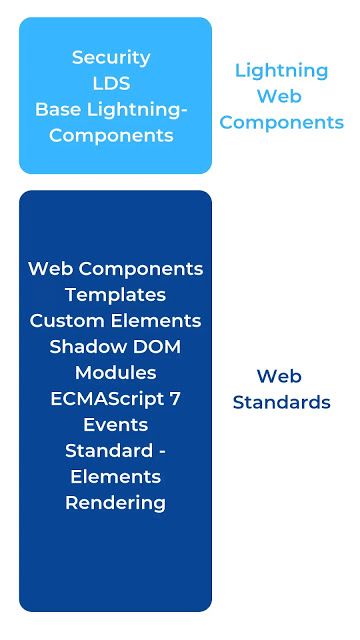 Security
LDS
Base Lightning-
Components
Lightning
Web
Components
Web Components
Templates
Custom Elements
Shadow DOM
Modules
ECMAScript 7
Events
Standard -
Elements
Rendering
Web
Standards